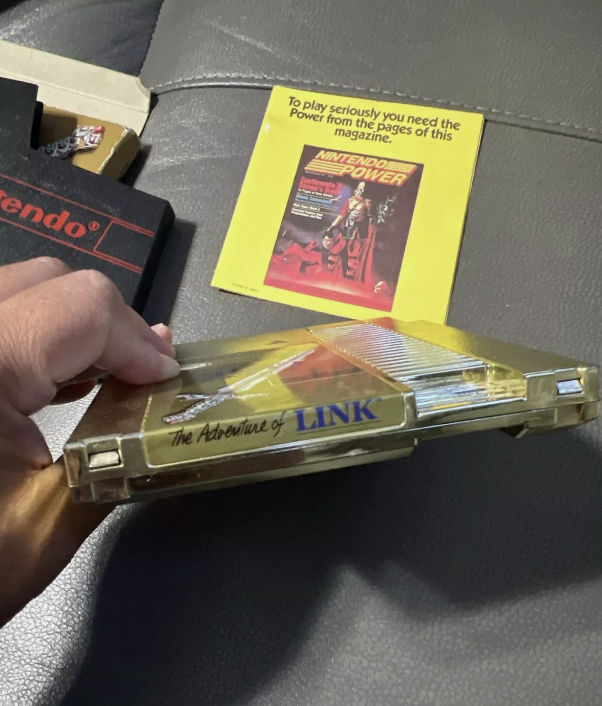 To play seriously you need the
Power from the pages of this
magazine.
NINTENDO
POWER
endo®
The Adventure of LINK